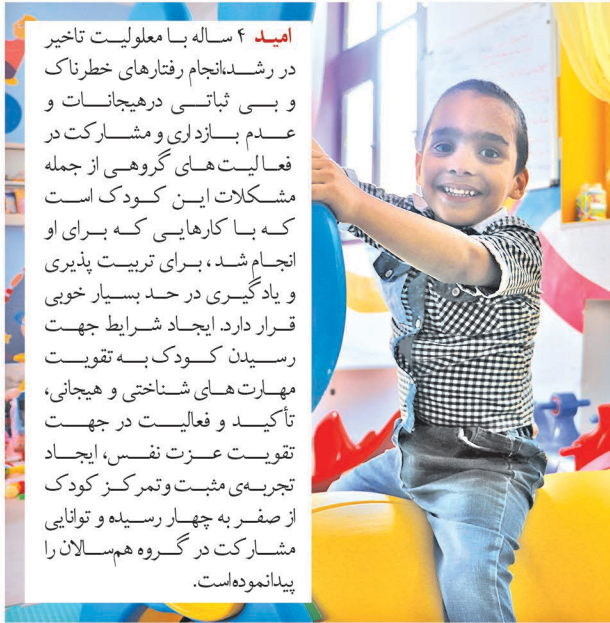 امید ۴ ساله با معلولیت تاخیر
در رشد،انجام رفتارهای خطرناک
و بی ثباتی درهیجانات و
عدم بازداری و مشارکت در
فعالیت‌های گروهی از جمله
مشکلات این کودک است
که با کارهایی که برای او
انجام شد، برای تربیت پذیری
و یادگیری در حد بسیار خوبی
قرار دارد. ایجاد شرایط جهت
رسیدن کودک به تقویت
مهارت‌های شناختی و هیجانی،
تأکید و فعالیت در جهت
تقویت عزت نفس، ایجاد
تجربه‌ی مثبت وتمرکز کودک
از صفر به چهار رسیده و توانایی
مشارکت در گروه هم‌سالان را
پیدانموده‌است.